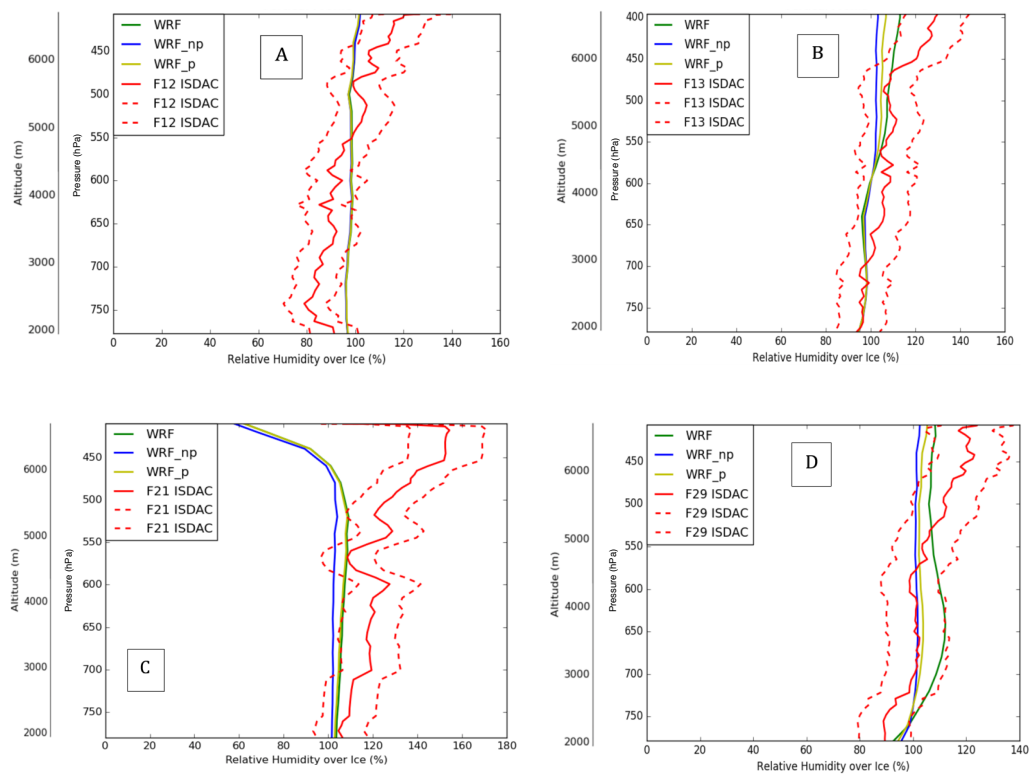 WRF
WRF_np
WRF_p
F12 ISDAC
F12 ISDAC
F12 ISDAC
A
450
500
550
600
650
700
750
Pressure (hPa)
6000
5000
4000
3000
2000
Altitude (m)
0 20 40 60 80 100 120 140 160
Relative Humidity over Ice (%)
WRF
WRF_np
WRF_p
F13 ISDAC
F13 ISDAC
F13 ISDAC
B
400
450
500
550
600
650
700
750
Pressure (hPa)
6000
5000
4000
3000
2000
Altitude (m)
0 20 40 60 80 100 120 140 160
Relative Humidity over Ice (%)
WRF
WRF_np
WRF_p
F21 ISDAC
F21 ISDAC
F21 ISDAC
C
450
500
550
600
650
700
750
Pressure (hPa)
6000
5000
4000
3000
2000
Altitude (m)
0 20 40 60 80 100 120 140 160 180
Relative Humidity over Ice (%)
WRF
WRF_np
WRF_p
F29 ISDAC
F29 ISDAC
F29 ISDAC
D
450
500
550
600
650
700
750
Pressure (hPa)
6000
5000
4000
3000
2000
Altitude (m)
0 20 40 60 80 100 120 140
Relative Humidity over Ice (%)